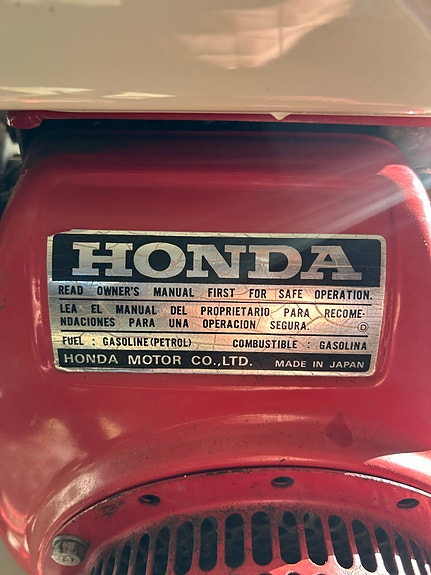 HONDA
READ OWNER'S MANUAL FIRST FOR SAFE OPERATION.
LEA EL MANUAL DEL PROPRIETARIO PARA RECOME-
NDACIONES PARA UNA OPERACION SEGURA. D
FUEL : GASOLINE(PETROL) COMBUSTIBLE : GASOLINA
HONDA MOTOR CO.,LTD. MADE IN JAPAN